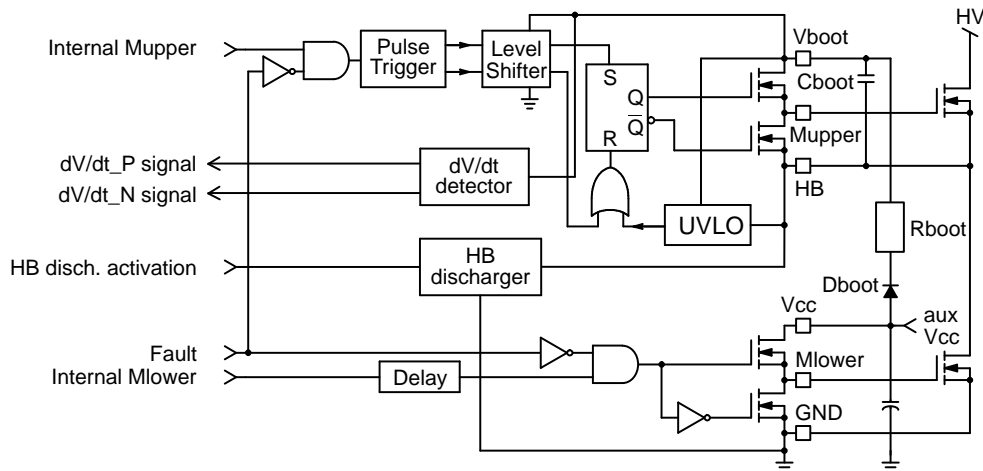 HV
Internal Mupper
Pulse
Trigger
Level
Shifter
Vboot
Cboot
S
Q
Q
R
Mupper
HB
dV/dt_P signal
dV/dt_N signal
dV/dt
detector
UVLO
Rboot
HB disch. activation
HB
discharger
Dboot
Vcc
aux
Vcc
Fault
Internal Mlower
Delay
Mlower
GND